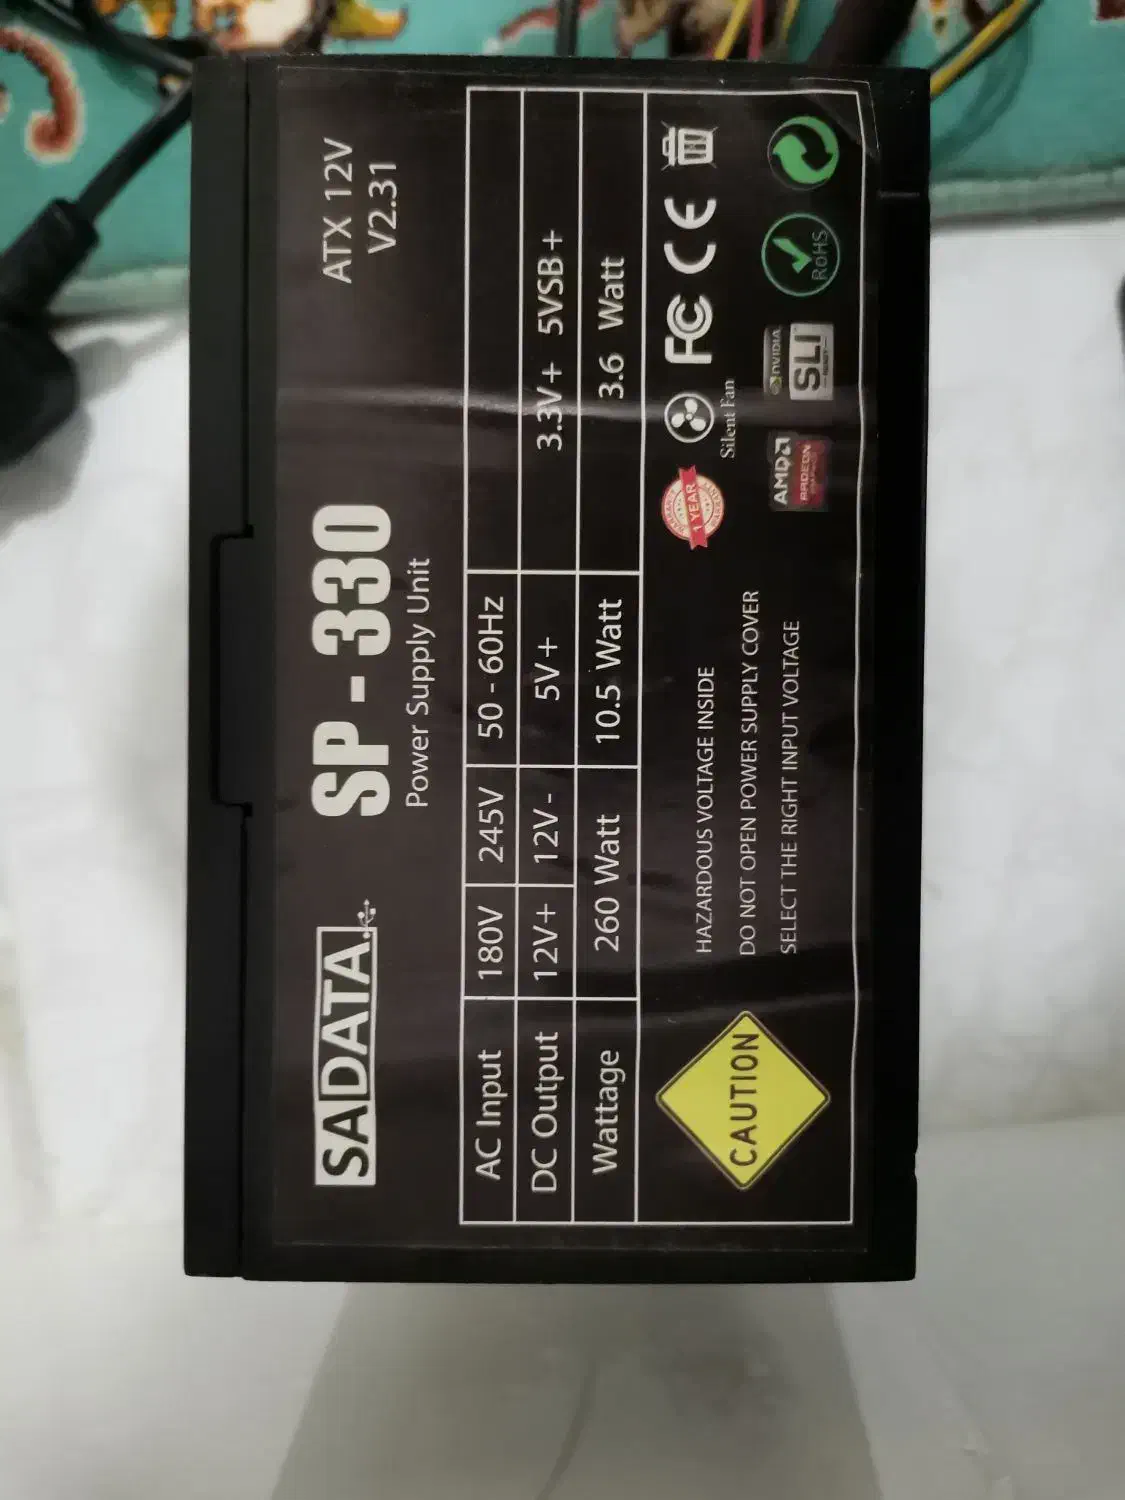 SADATA
SP - 330
Power Supply Unit
ATX 12V
V2.31
AC Input 180V 245V 50 - 60Hz
DC Output 12V+ 12V - 5V+ 3.3V+ 5VSB+
Wattage 260 Watt 10.5 Watt 3.6 Watt
CAUTION
HAZARDOUS VOLTAGE INSIDE
DO NOT OPEN POWER SUPPLY COVER
SELECT THE RIGHT INPUT VOLTAGE
1 YEAR
Silent Fan
FC CE
AMD
RADEON
NVIDIA
SLI
RoHS